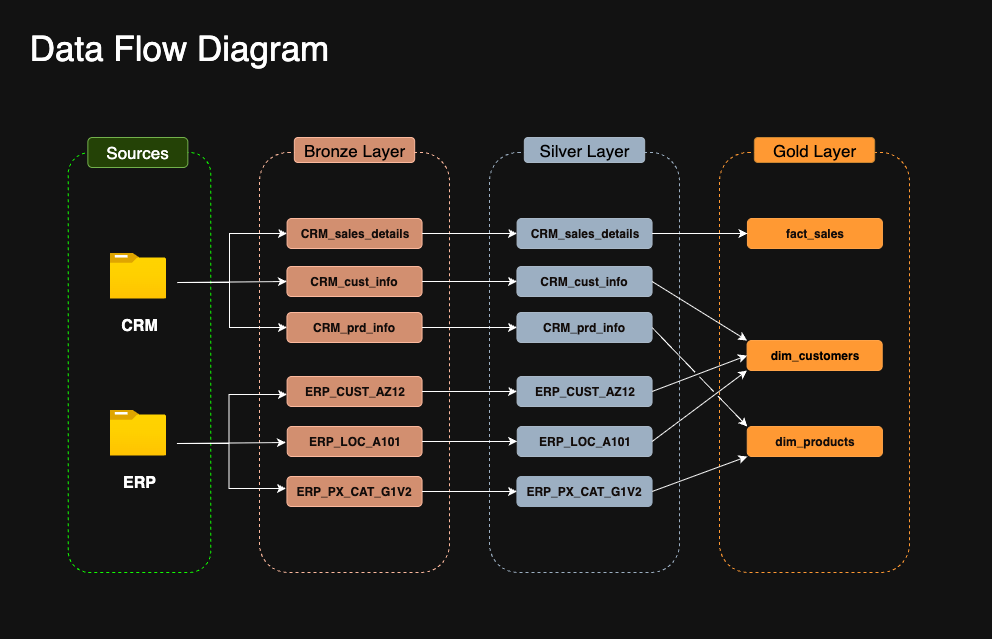 Data Flow Diagram
Sources
Bronze Layer
Silver Layer
Gold Layer
CRM_sales_details
CRM_sales_details
fact_sales
CRM_cust_info
CRM_cust_info
CRM
CRM_prd_info
CRM_prd_info
dim_customers
ERP_CUST_AZ12
ERP_CUST_AZ12
ERP_LOC_A101
ERP_LOC_A101
dim_products
ERP
ERP_PX_CAT_G1V2
ERP_PX_CAT_G1V2